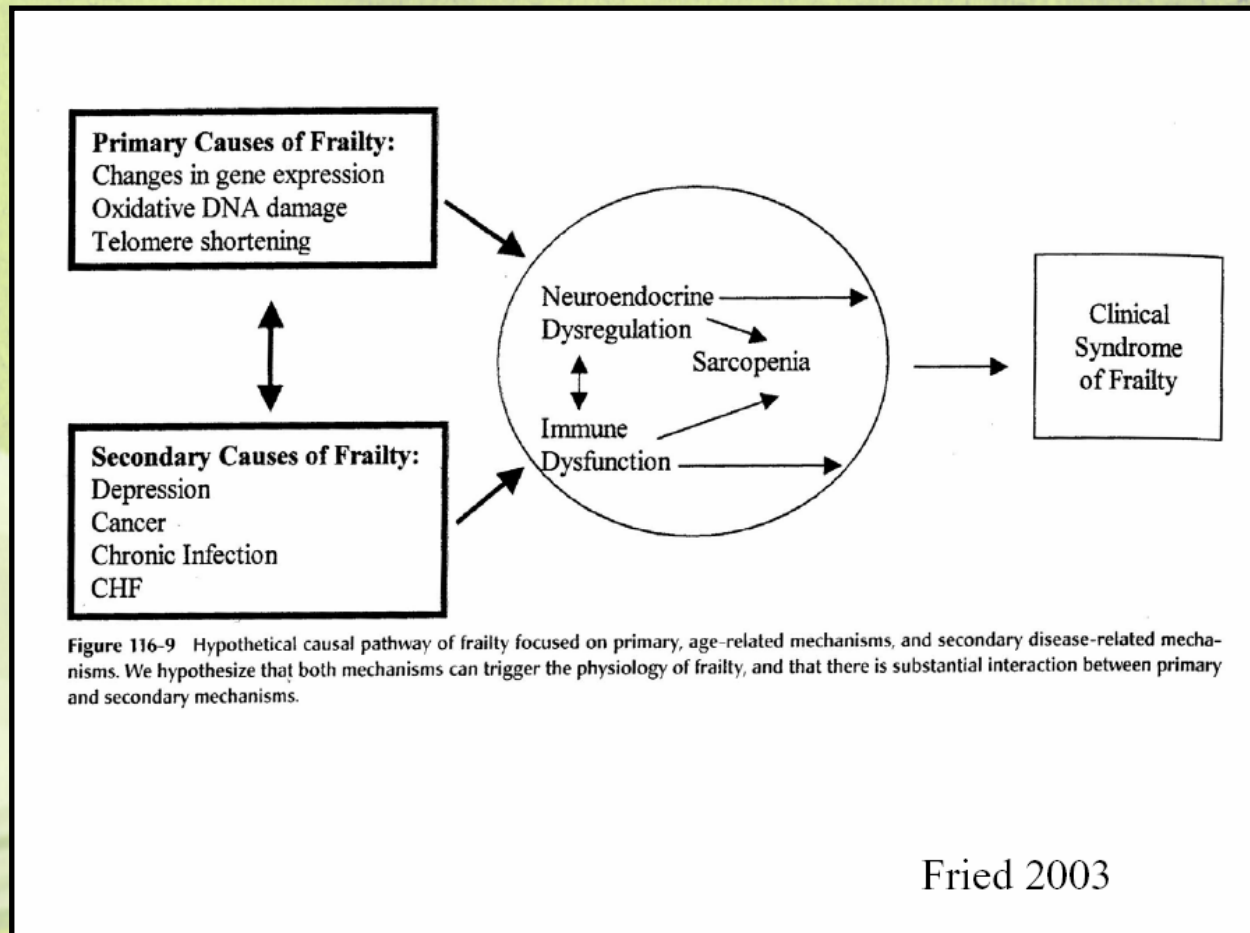 Primary Causes of Frailty:
Changes in gene expression
Oxidative DNA damage
Telomere shortening
Secondary Causes of Frailty:
Depression
Cancer
Chronic Infection
CHF
Neuroendocrine
Dysregulation
Sarcopenia
Immune
Dysfunction
Clinical
Syndrome
of Frailty
Figure 116-9 Hypothetical causal pathway of frailty focused on primary, age-related mechanisms, and secondary disease-related mecha-
nisms. We hypothesize that both mechanisms can trigger the physiology of frailty, and that there is substantial interaction between primary
and secondary mechanisms.
Fried 2003